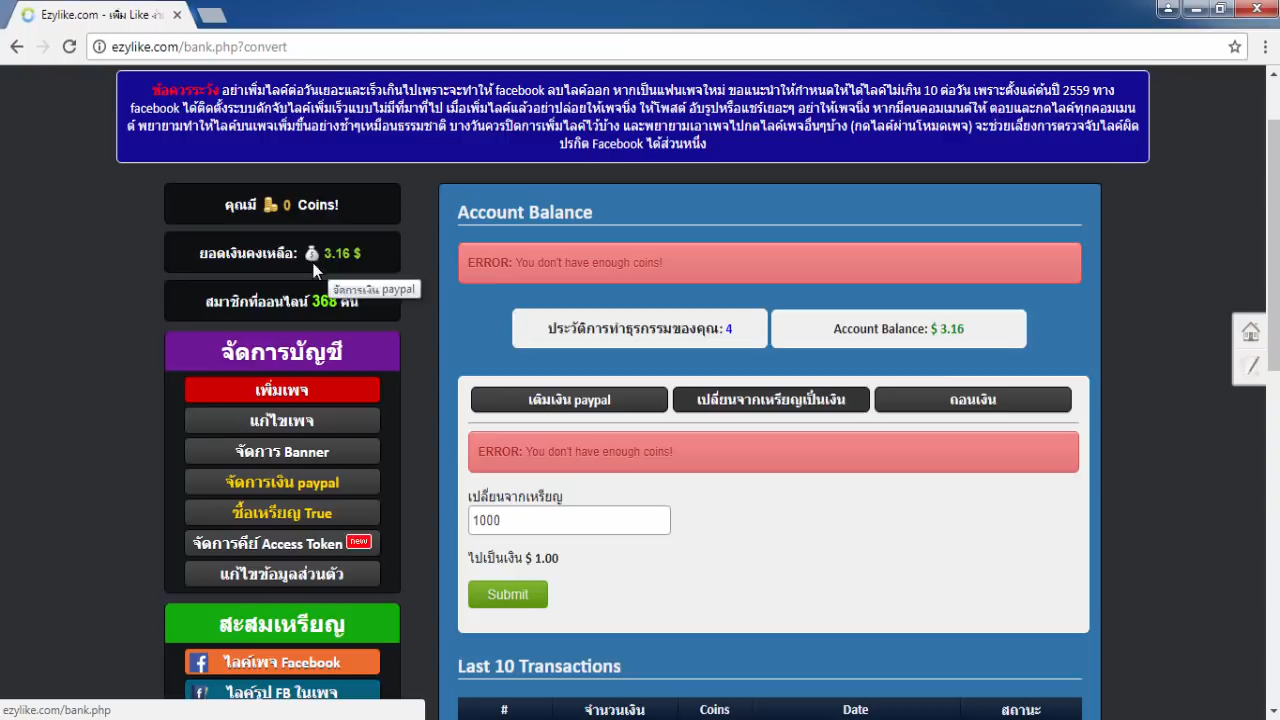 Ezylike.com - เพิ่ม Like
ezylike.com/bank.php?convert
ข้อควรระวัง อย่าเพิ่มไลค์ต่อวันเยอะและเร็วเกินไปเพราะจะทำให้ facebook ลบไลค์ออก หากเป็นแฟนเพจใหม่ ขอแนะนำให้กำหนดให้ได้ไลค์ไม่เกิน 10 ต่อวัน เพราะตั้งแต่ต้นปี 2559 ทาง
facebook ได้ติดตั้งระบบดักจับไลค์เพิ่มเร็วแบบไม่มีที่มาที่ไป เมื่อเพิ่มไลค์แล้วอย่าปล่อยให้เพจนิ่ง ให้โพสต์ อับรูปหรือแชร์เยอะๆ อย่าให้เพจนิ่ง หากมีคนคอมเมนต์ให้ ตอบและกดไลค์ทุกคอมเมน
ต์ พยายามทำให้ไลค์บนเพจเพิ่มขึ้นอย่างช้าๆเหมือนธรรมชาติ บางวันควรปิดการเพิ่มไลค์ไว้บ้าง และพยายามเอาเพจไปกดไลค์เพจอื่นๆบ้าง (กดไลค์ผ่านโหมดเพจ) จะช่วยเลี่ยงการตรวจจับไลค์ผิด
ปรกิต Facebook ได้ส่วนหนึ่ง
คุณมี 0 Coins!
ยอดเงินคงเหลือ: 3.16 $
จัดการเงิน paypal
สมาชิกที่ออนไลน์ 368 คน
จัดการบัญชี
เพิ่มเพจ
แก้ไขเพจ
จัดการ Banner
จัดการเงิน paypal
ซื้อเหรียญ True
จัดการคีย์ Access Token new
แก้ไขข้อมูลส่วนตัว
สะสมเหรียญ
ไลค์เพจ Facebook
ไลค์รูป FB ในเพจ
Account Balance
ERROR: You don't have enough coins!
ประวัติการทำธุรกรรมของคุณ: 4
Account Balance: $ 3.16
เติมเงิน paypal
เปลี่ยนจากเหรียญเป็นเงิน
ถอนเงิน
ERROR: You don't have enough coins!
เปลี่ยนจากเหรียญ
1000
ไปเป็นเงิน $ 1.00
Submit
Last 10 Transactions
# จำนวนเงิน Coins Date สถานะ
ezylike.com/bank.php